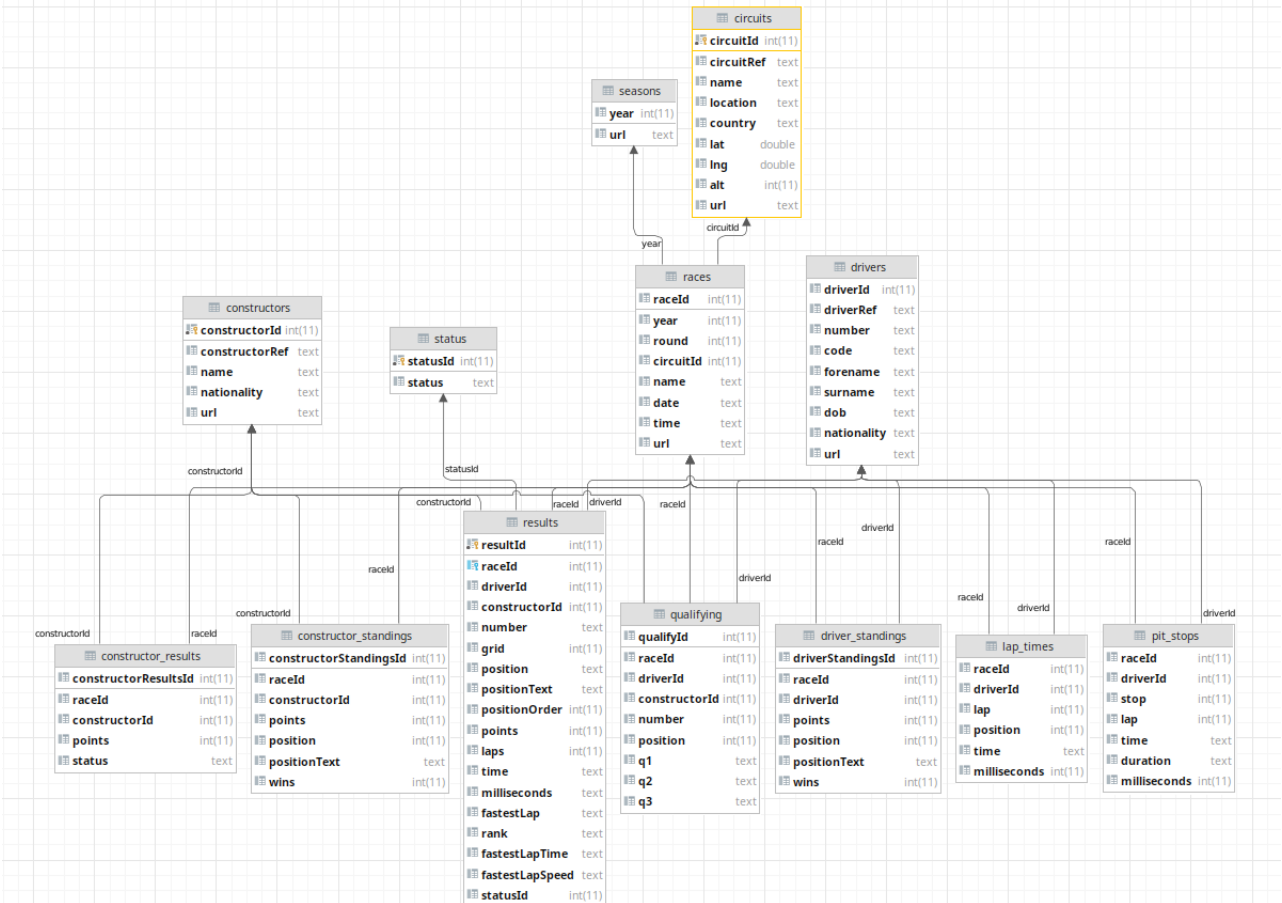 circuits
circuitId int(11)
circuitRef text
name text
location text
country text
lat double
lng double
alt int(11)
url text
seasons
year int(11)
url text
year
circuitId
races
raceId int(11)
year int(11)
round int(11)
circuitId int(11)
name text
date text
time text
url text
drivers
driverId int(11)
driverRef text
number text
code text
forename text
surname text
dob text
nationality text
url text
constructors
constructorId int(11)
constructorRef text
name text
nationality text
url text
status
statusId int(11)
status text
constructorId
statusId
constructorId
raceId
driverId
raceId
driverId
raceId
raceId
raceId
driverId
raceId
driverId
driverId
constructorId
constructorId
raceId
results
resultId int(11)
raceId int(11)
driverId int(11)
constructorId int(11)
number text
grid int(11)
position text
positionText text
positionOrder int(11)
points int(11)
laps int(11)
time text
milliseconds text
fastestLap text
rank text
fastestLapTime text
fastestLapSpeed text
statusId int(11)
constructor_results
constructorResultsId int(11)
raceId int(11)
constructorId int(11)
points int(11)
status text
constructor_standings
constructorStandingsId int(11)
raceId int(11)
constructorId int(11)
points int(11)
position int(11)
positionText text
wins int(11)
qualifying
qualifyId int(11)
raceId int(11)
driverId int(11)
constructorId int(11)
number int(11)
position int(11)
q1 text
q2 text
q3 text
driver_standings
driverStandingsId int(11)
raceId int(11)
driverId int(11)
points int(11)
position int(11)
positionText text
wins int(11)
lap_times
raceId int(11)
driverId int(11)
lap int(11)
position int(11)
time text
milliseconds int(11)
pit_stops
raceId int(11)
driverId int(11)
stop int(11)
lap int(11)
time text
duration text
milliseconds int(11)